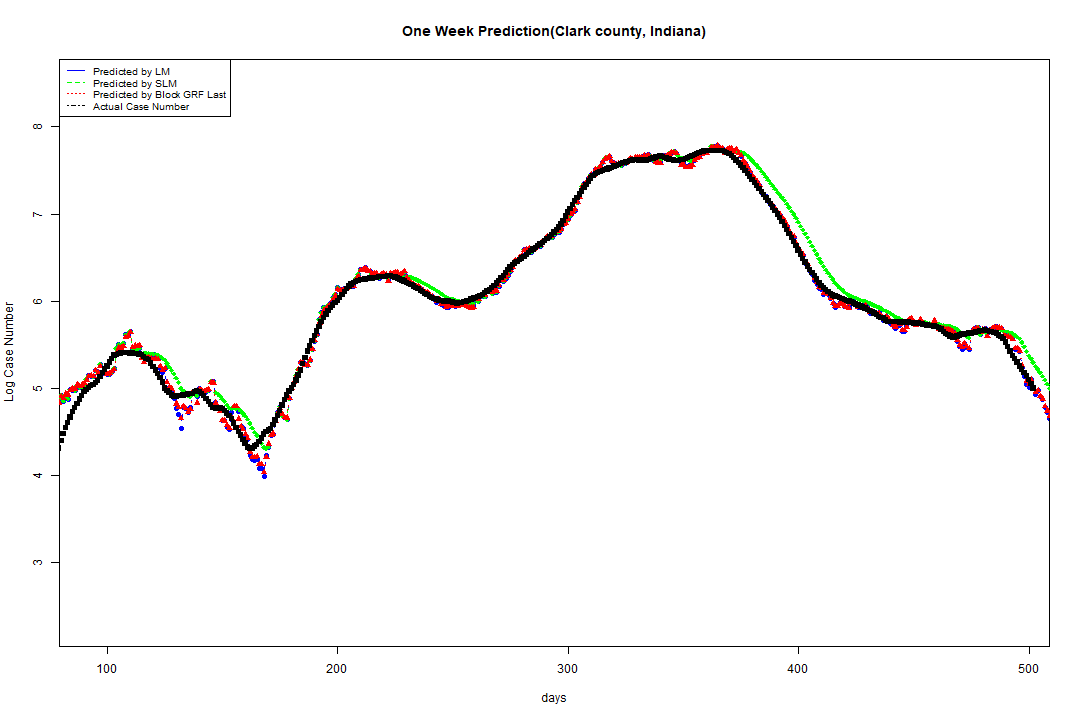 One Week Prediction(Clark county, Indiana)
Predicted by LM
Predicted by SLM
Predicted by Block GRF Last
Actual Case Number
8
7
6
5
4
3
Log Case Number
100 200 300 400 500
days